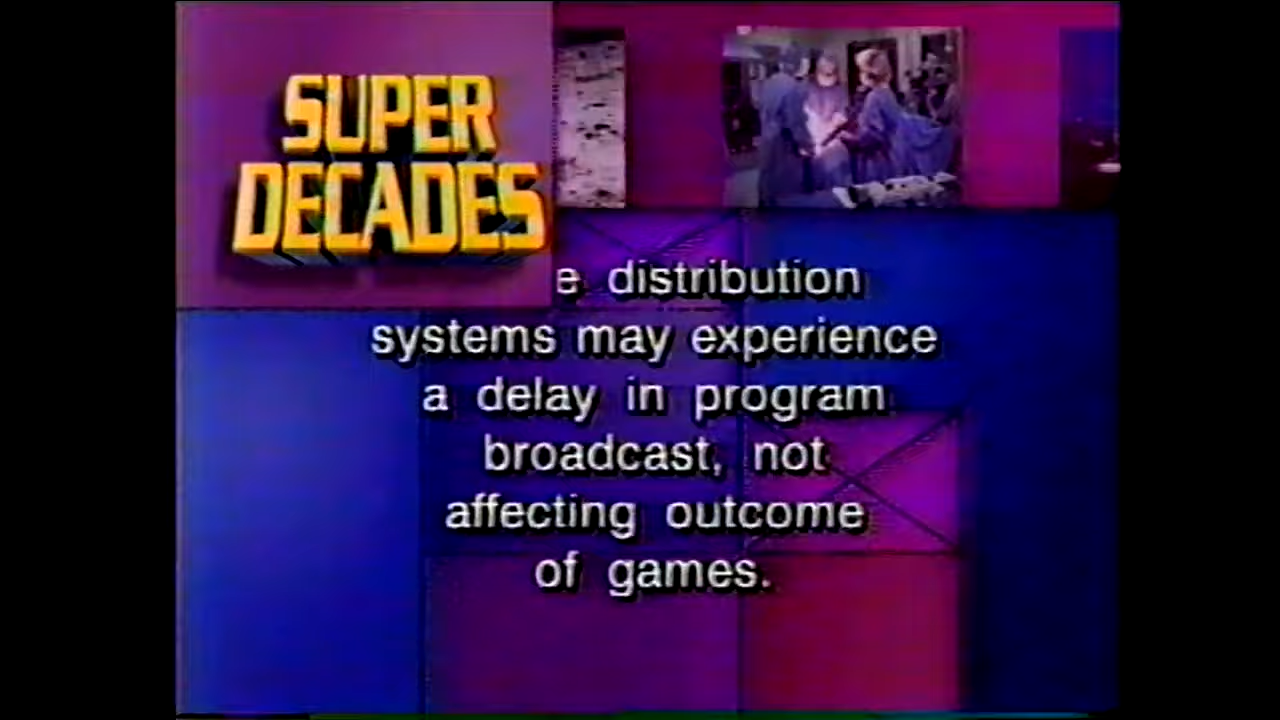 SUPER
DECADES
e distribution
systems may experience
a delay in program
broadcast, not
affecting outcome
of games.